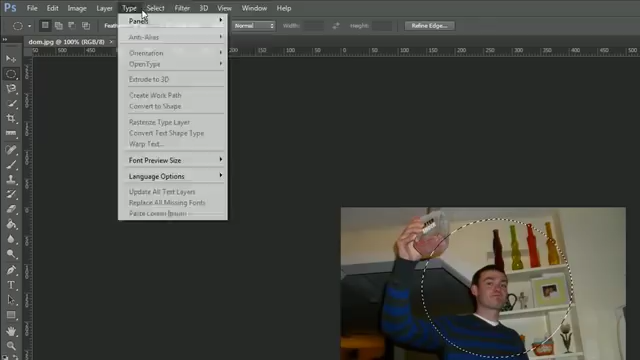 Ps File Edit Image Layer Type Select Filter 3D View Window Help
Normal Width: Height: Refine Edge...
dom.jpg @ 100% (RGB/8) ×
Panels
Anti-Alias
Orientation
OpenType
Extrude to 3D
Create Work Path
Convert to Shape
Rasterize Type Layer
Convert Text Shape Type
Warp Text...
Font Preview Size
Language Options
Update All Text Layers
Replace All Missing Fonts
Paste Lorem Ipsum